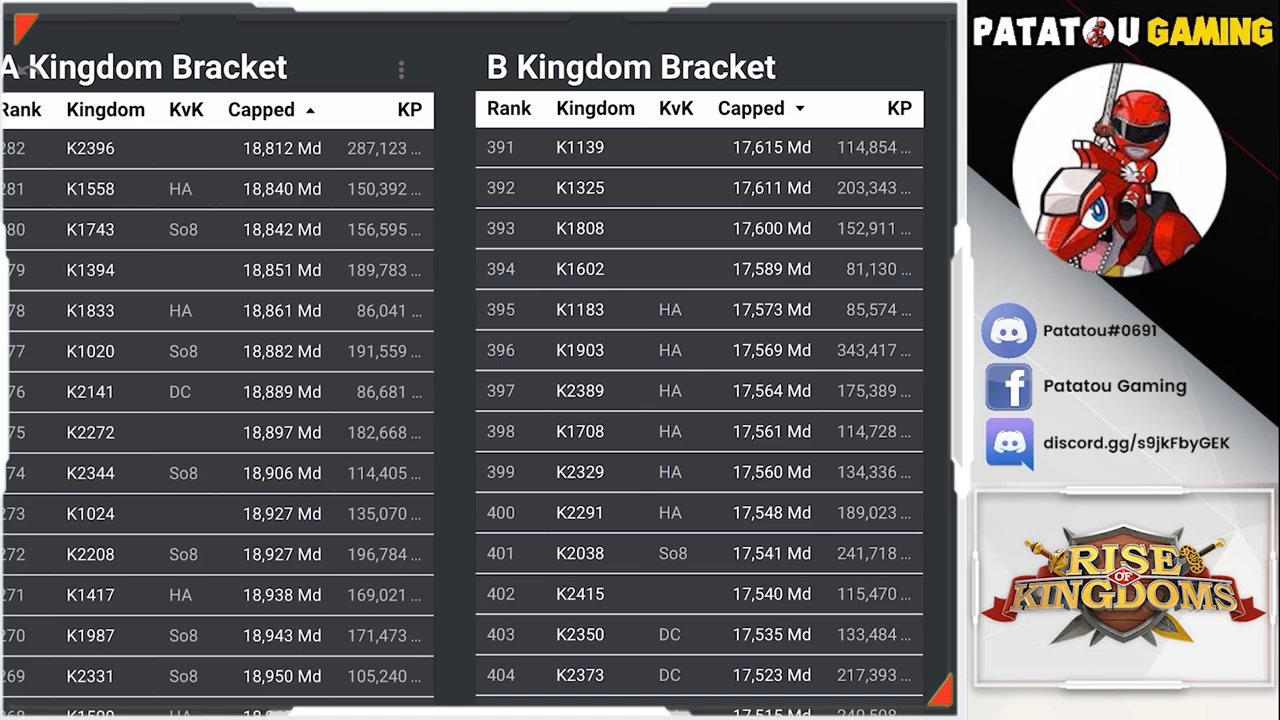 A Kingdom Bracket
Rank Kingdom KvK Capped KP
282 K2396 18,812 Md 287,123 ...
281 K1558 HA 18,840 Md 150,392 ...
80 K1743 So8 18,842 Md 156,595 ...
79 K1394 18,851 Md 189,783 ...
78 K1833 HA 18,861 Md 86,041 ...
77 K1020 So8 18,882 Md 191,559 ...
76 K2141 DC 18,889 Md 86,681 ...
75 K2272 18,897 Md 182,668 ...
74 K2344 So8 18,906 Md 114,405 ...
273 K1024 18,927 Md 135,070 ...
272 K2208 So8 18,927 Md 196,784 ...
271 K1417 HA 18,938 Md 169,021 ...
270 K1987 So8 18,943 Md 171,473 ...
269 K2331 So8 18,950 Md 105,240 ...
B Kingdom Bracket
Rank Kingdom KvK Capped KP
391 K1139 17,615 Md 114,854 ...
392 K1325 17,611 Md 203,343 ...
393 K1808 17,600 Md 152,911 ...
394 K1602 17,589 Md 81,130 ...
395 K1183 HA 17,573 Md 85,574 ...
396 K1903 HA 17,569 Md 343,417 ...
397 K2389 HA 17,564 Md 175,389 ...
398 K1708 HA 17,561 Md 114,728 ...
399 K2329 HA 17,560 Md 134,336 ...
400 K2291 HA 17,548 Md 189,023 ...
401 K2038 So8 17,541 Md 241,718 ...
402 K2415 17,540 Md 115,470 ...
403 K2350 DC 17,535 Md 133,484 ...
404 K2373 DC 17,523 Md 217,393 ...
PATATOU GAMING
Patatou#0691
Patatou Gaming
discord.gg/s9jkFbyGEK
RISE
OF
KINGDOMS